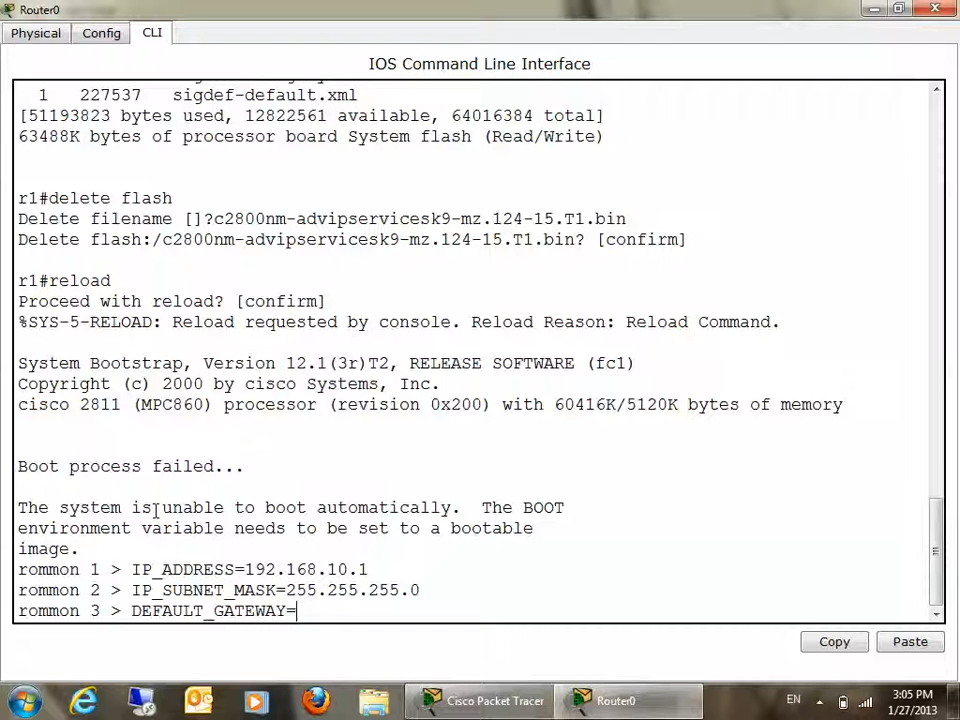 Router0
Physical
Config
CLI
IOS Command Line Interface
1 227537 sigdef-default.xml
[51193823 bytes used, 12822561 available, 64016384 total]
63488K bytes of processor board System flash (Read/Write)
r1#delete flash
Delete filename []?c2800nm-advipservicesk9-mz.124-15.T1.bin
Delete flash:/c2800nm-advipservicesk9-mz.124-15.T1.bin? [confirm]
r1#reload
Proceed with reload? [confirm]
%SYS-5-RELOAD: Reload requested by console. Reload Reason: Reload Command.
System Bootstrap, Version 12.1(3r)T2, RELEASE SOFTWARE (fc1)
Copyright (c) 2000 by cisco Systems, Inc.
cisco 2811 (MPC860) processor (revision 0x200) with 60416K/5120K bytes of memory
Boot process failed...
The system is unable to boot automatically. The BOOT
environment variable needs to be set to a bootable
image.
rommon 1 > IP_ADDRESS=192.168.10.1
rommon 2 > IP_SUBNET_MASK=255.255.255.0
rommon 3 > DEFAULT_GATEWAY=
Copy
Paste
Cisco Packet Tracer
Router0
EN
3:05 PM
1/27/2013